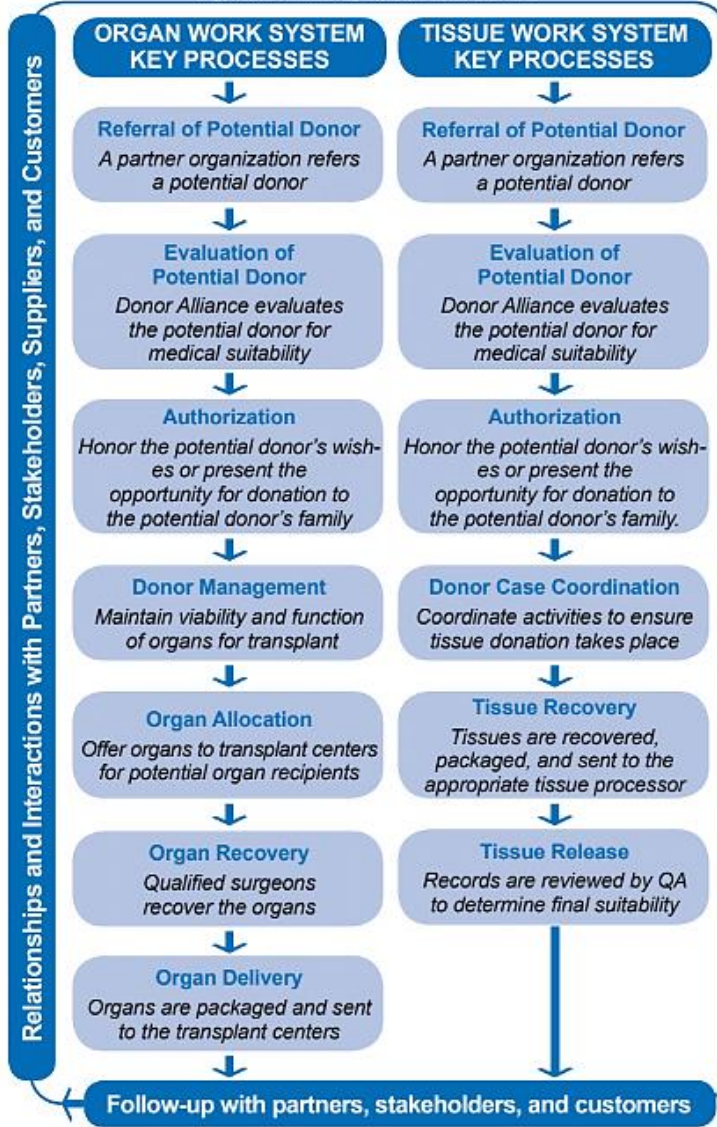 Relationships and Interactions with Partners, Stakeholders, Suppliers, and Customers
ORGAN WORK SYSTEM
KEY PROCESSES
Referral of Potential Donor
A partner organization refers
a potential donor
Evaluation of
Potential Donor
Donor Alliance evaluates
the potential donor for
medical suitability
Authorization
Honor the potential donor's wish-
es or present the
opportunity for donation to
the potential donor's family
Donor Management
Maintain viability and function
of organs for transplant
Organ Allocation
Offer organs to transplant centers
for potential organ recipients
Organ Recovery
Qualified surgeons
recover the organs
Organ Delivery
Organs are packaged and sent
to the transplant centers
TISSUE WORK SYSTEM
KEY PROCESSES
Referral of Potential Donor
A partner organization refers
a potential donor
Evaluation of
Potential Donor
Donor Alliance evaluates
the potential donor for
medical suitability
Authorization
Honor the potential donor's wish-
es or present the
opportunity for donation to
the potential donor's family.
Donor Case Coordination
Coordinate activities to ensure
tissue donation takes place
Tissue Recovery
Tissues are recovered,
packaged, and sent to the
appropriate tissue processor
Tissue Release
Records are reviewed by QA
to determine final suitability
Follow-up with partners, stakeholders, and customers